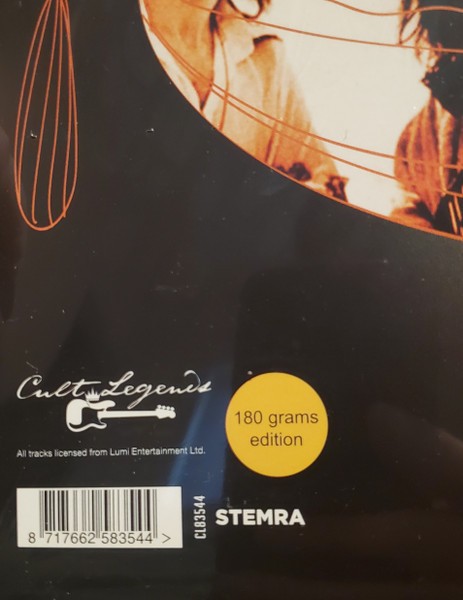 Cult Legends
180 grams
edition
All tracks licensed from Lumi Entertainment Ltd.
8 717662 583544 >
CL83544
STEMRA